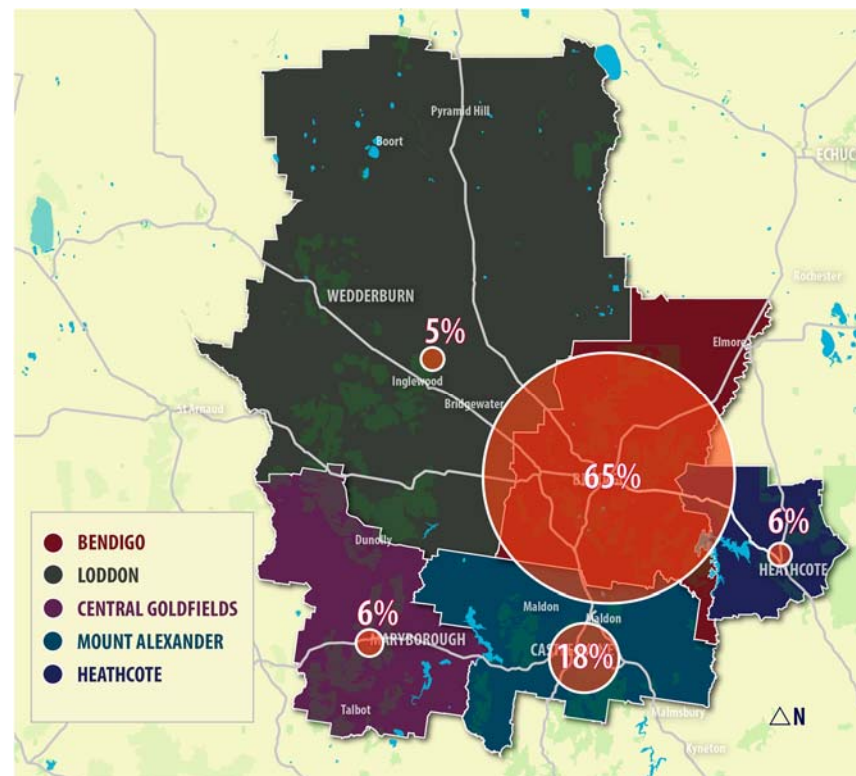 Pyramid Hill
Boort
ECHUC
Rochester
WEDDERBURN
5%
Elmore
Inglewood
Bridgewater
St Arnaud
65%
6%
HEATHCOTE
Dunolly
Maldon
Maldon
6%
MARYBOROUGH
18%
Talbot
Malmsbury
Kyneton
N
BENDIGO
LODDON
CENTRAL GOLDFIELDS
MOUNT ALEXANDER
HEATHCOTE